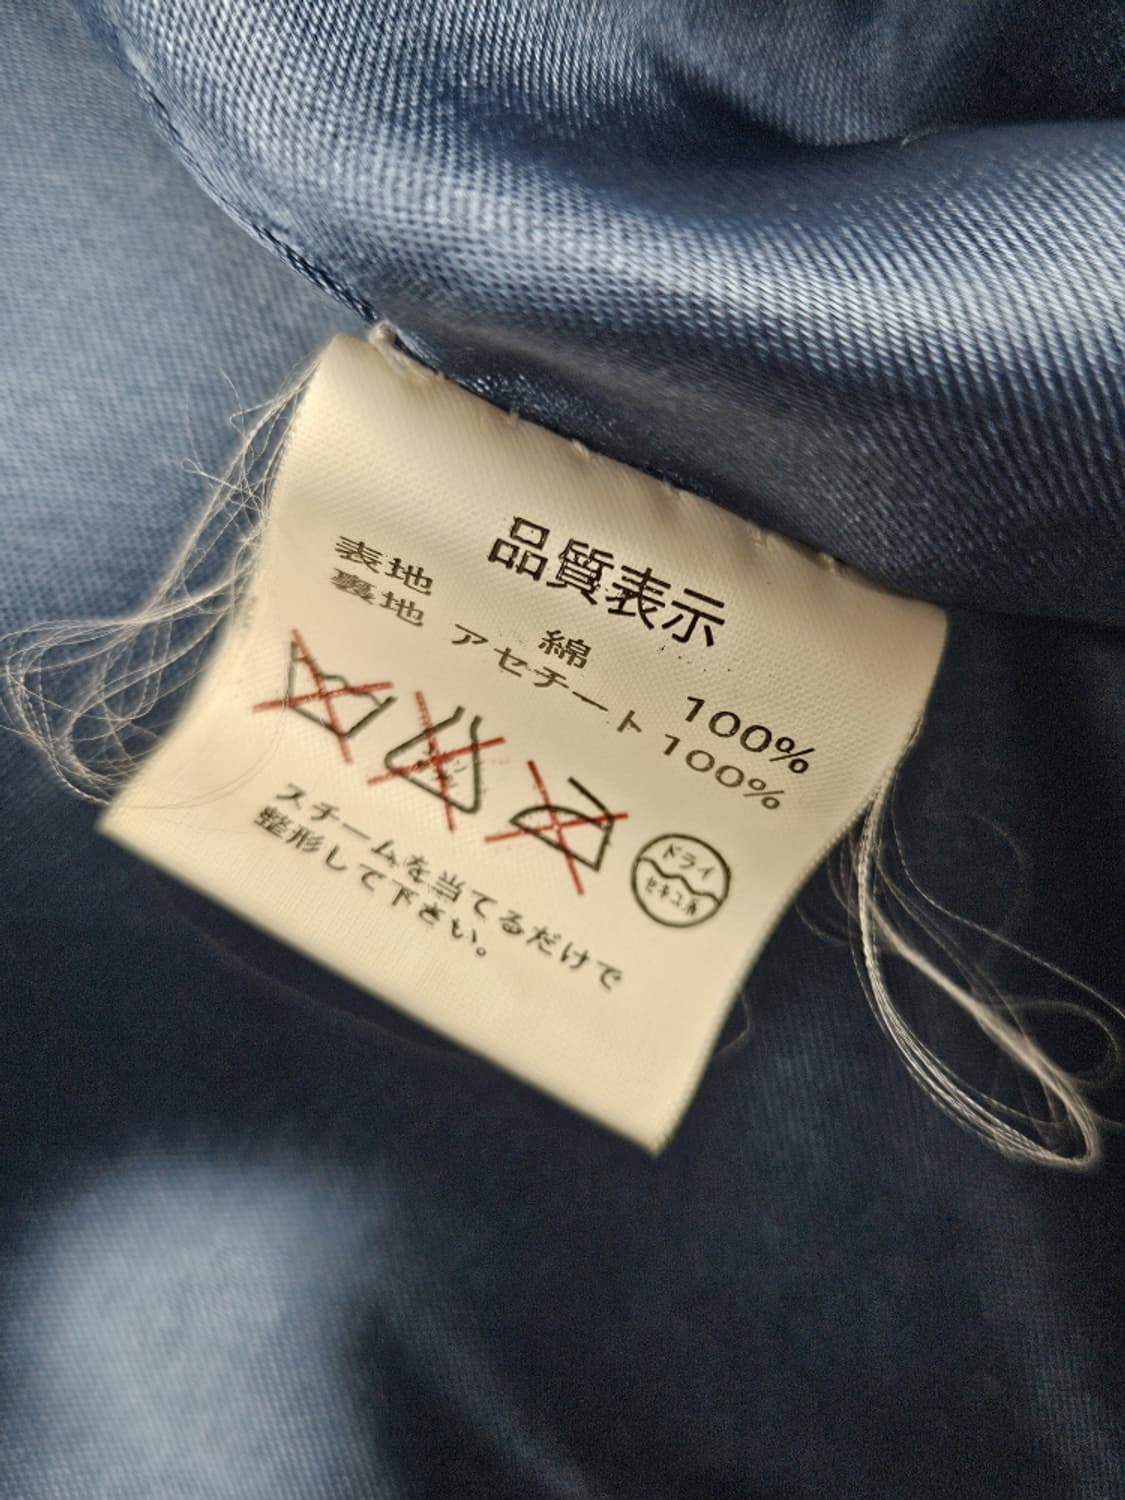 品質表示
表地 綿 100%
裏地 アセテート 100%
ドライ
セキユ系
スチームを当てるだけで
整形して下さい。